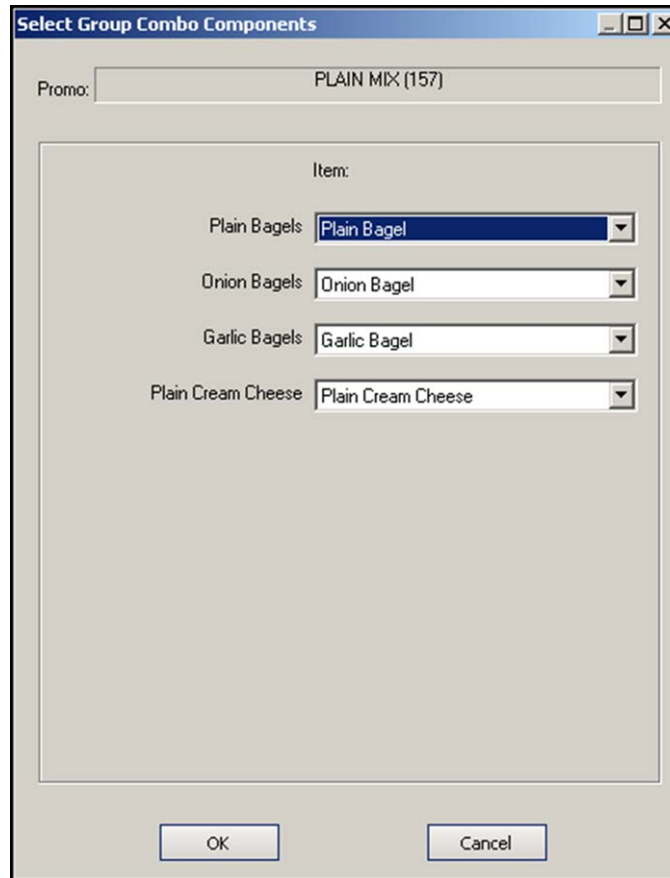 Select Group Combo Components
Promo: PLAIN MIX (157)
Item:
Plain Bagels Plain Bagel
Onion Bagels Onion Bagel
Garlic Bagels Garlic Bagel
Plain Cream Cheese Plain Cream Cheese
OK Cancel